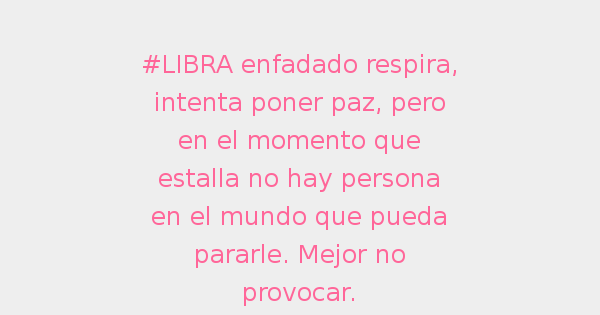 #LIBRA enfadado respira,
intenta poner paz, pero
en el momento que
estalla no hay persona
en el mundo que pueda
pararle. Mejor no
provocar.